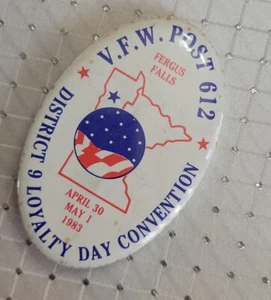 V.F.W. POST 612
FERGUS
FALLS
APRIL 30
MAY 1
1983
DISTRICT 9 LOYALTY DAY CONVENTION